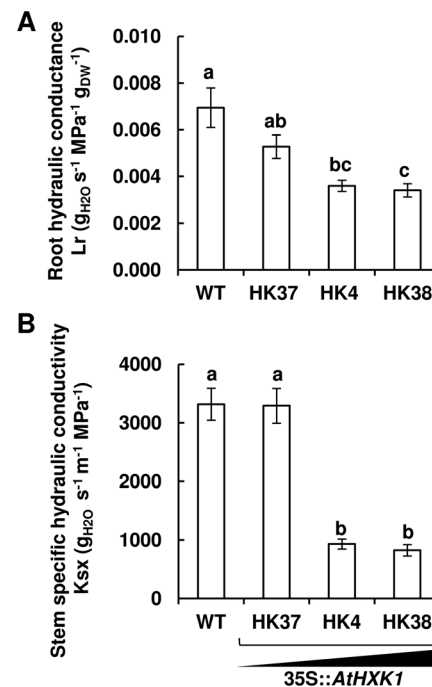 A
Root hydraulic conductance
Lr (gH2O s-1 MPa-1 gDW-1)
0.010
0.008
0.006
0.004
0.002
0.000
a
ab
bc
c
WT HK37 HK4 HK38
B
Stem specific hydraulic conductivity
Ksx (gH2O s-1 m-1 MPa-1)
4000
3000
2000
1000
0
a
a
b
b
WT HK37 HK4 HK38
35S::AtHXK1